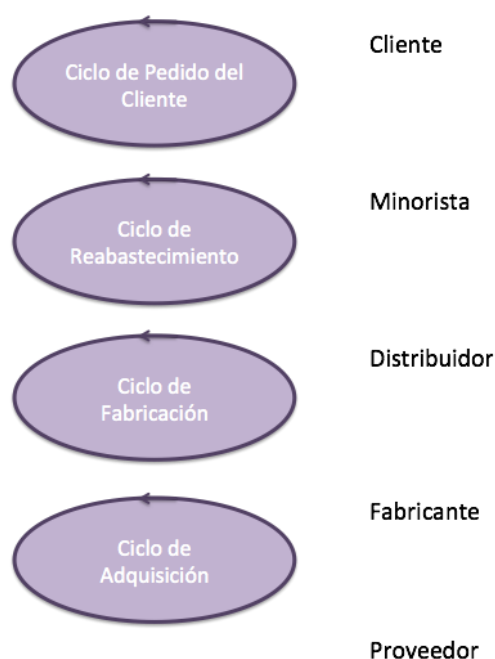 Cliente
Ciclo de Pedido del
Cliente
Minorista
Ciclo de
Reabastecimiento
Distribuidor
Ciclo de
Fabricación
Fabricante
Ciclo de
Adquisición
Proveedor